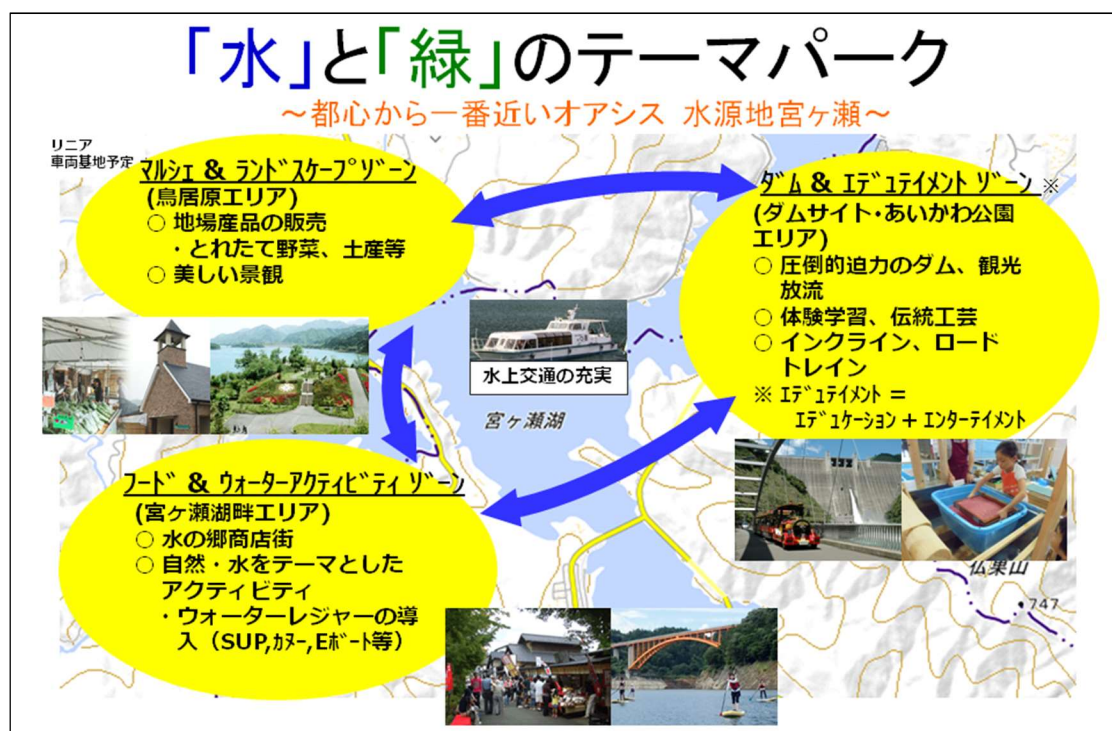 「水」と「緑」のテーマパーク
～都心から一番近いオアシス 水源地宮ヶ瀬～
リニア
車両基地予定
ﾏﾙｼｪ & ﾗﾝﾄﾞｽｹｰﾌﾟｿﾞｰﾝ
(鳥居原エリア)
○ 地場産品の販売
・とれたて野菜、土産等
○ 美しい景観
ﾀﾞﾑ & ｴﾃﾞｭﾃｲﾒﾝﾄ ｿﾞｰﾝ ※
(ダムサイト・あいかわ公園
エリア)
○ 圧倒的迫力のダム、観光
放流
○ 体験学習、伝統工芸
○ インクライン、ロード
トレイン
※ ｴﾃﾞｭﾃｲﾒﾝﾄ =
ｴﾃﾞｭｹｰｼｮﾝ + ｴﾝﾀｰﾃｲﾒﾝﾄ
水上交通の充実
宮ヶ瀬湖
ﾌｰﾄﾞ & ｳｫｰﾀｰｱｸﾃｨﾋﾞﾃｨ ｿﾞｰﾝ
(宮ヶ瀬湖畔エリア)
○ 水の郷商店街
○ 自然・水をテーマとした
アクティビティ
・ウォーターレジャーの導
入（SUP,ｶﾇｰ,Eﾎﾞｰﾄ等）
仏果山
747